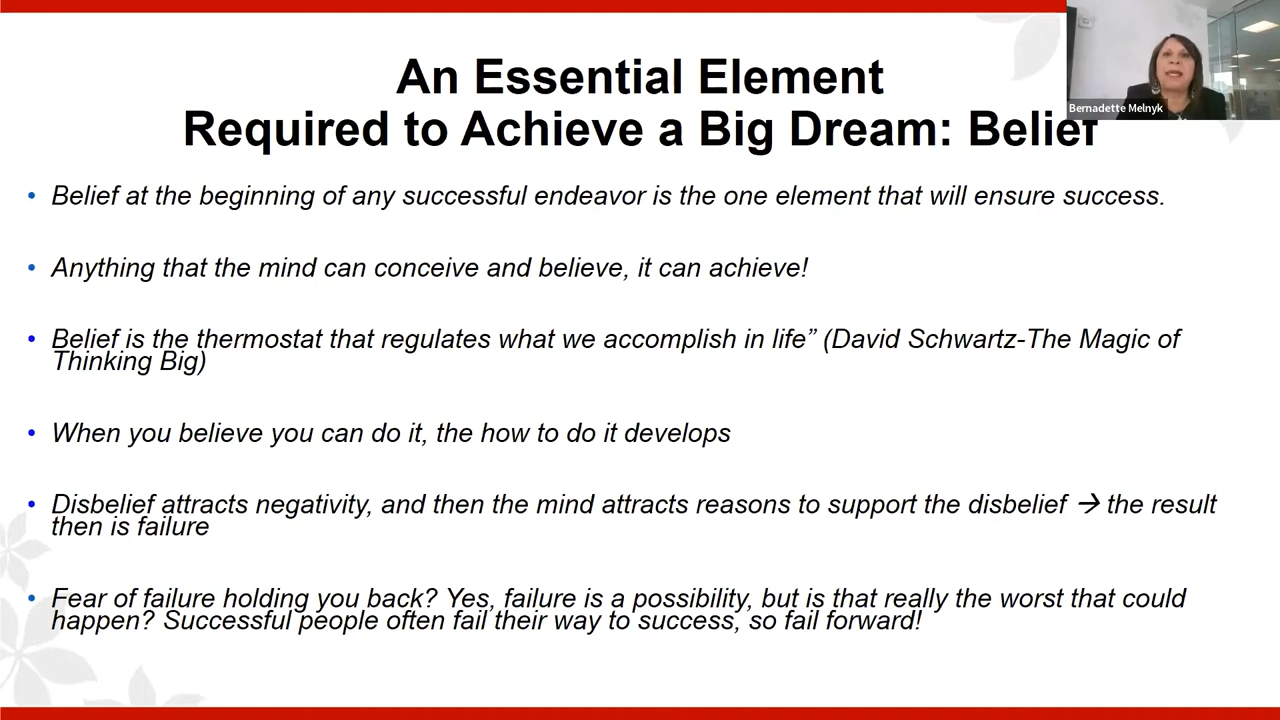 An Essential Element
Required to Achieve a Big Dream: Belief
Bernadette Melnyk
• Belief at the beginning of any successful endeavor is the one element that will ensure success.
• Anything that the mind can conceive and believe, it can achieve!
• Belief is the thermostat that regulates what we accomplish in life” (David Schwartz-The Magic of
Thinking Big)
• When you believe you can do it, the how to do it develops
• Disbelief attracts negativity, and then the mind attracts reasons to support the disbelief → the result
then is failure
• Fear of failure holding you back? Yes, failure is a possibility, but is that really the worst that could
happen? Successful people often fail their way to success, so fail forward!